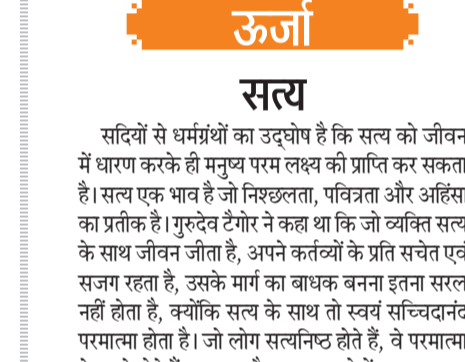 ऊर्जा
सत्य
सदियों से धर्मग्रंथों का उद्घोष है कि सत्य को जीवन
में धारण करके ही मनुष्य परम लक्ष्य की प्राप्ति कर सकता
है। सत्य एक भाव है जो निश्छलता, पवित्रता और अहिंसा
का प्रतीक है। गुरुदेव टैगोर ने कहा था कि जो व्यक्ति सत्य
के साथ जीवन जीता है, अपने कर्तव्यों के प्रति सचेत एवं
सजग रहता है, उसके मार्ग का बाधक बनना इतना सरल
नहीं होता है, क्योंकि सत्य के साथ तो स्वयं सच्चिदानंद
परमात्मा होता है। जो लोग सत्यनिष्ठ होते हैं, वे परमात्मा